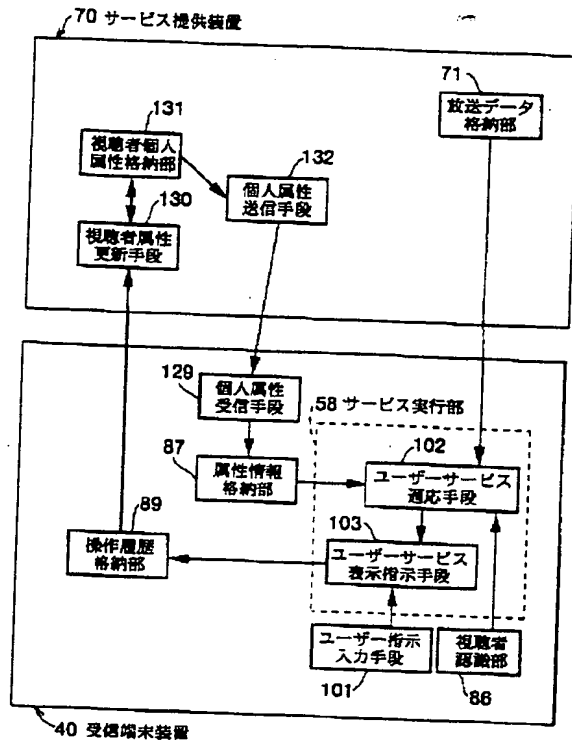 70 サービス提供装置
71
放送データ
格納部
131
視聴者個人
属性格納部
132
個人属性
送信手段
130
視聴者属性
更新手段
129
個人属性
受信手段
58 サービス実行部
102
87
属性情報
格納部
ユーザーサービス
適応手段
89
103
操作履歴
格納部
ユーザーサービス
表示指示手段
ユーザー指示
入力手段
視聴者
認識部
101
86
40 受信端末装置